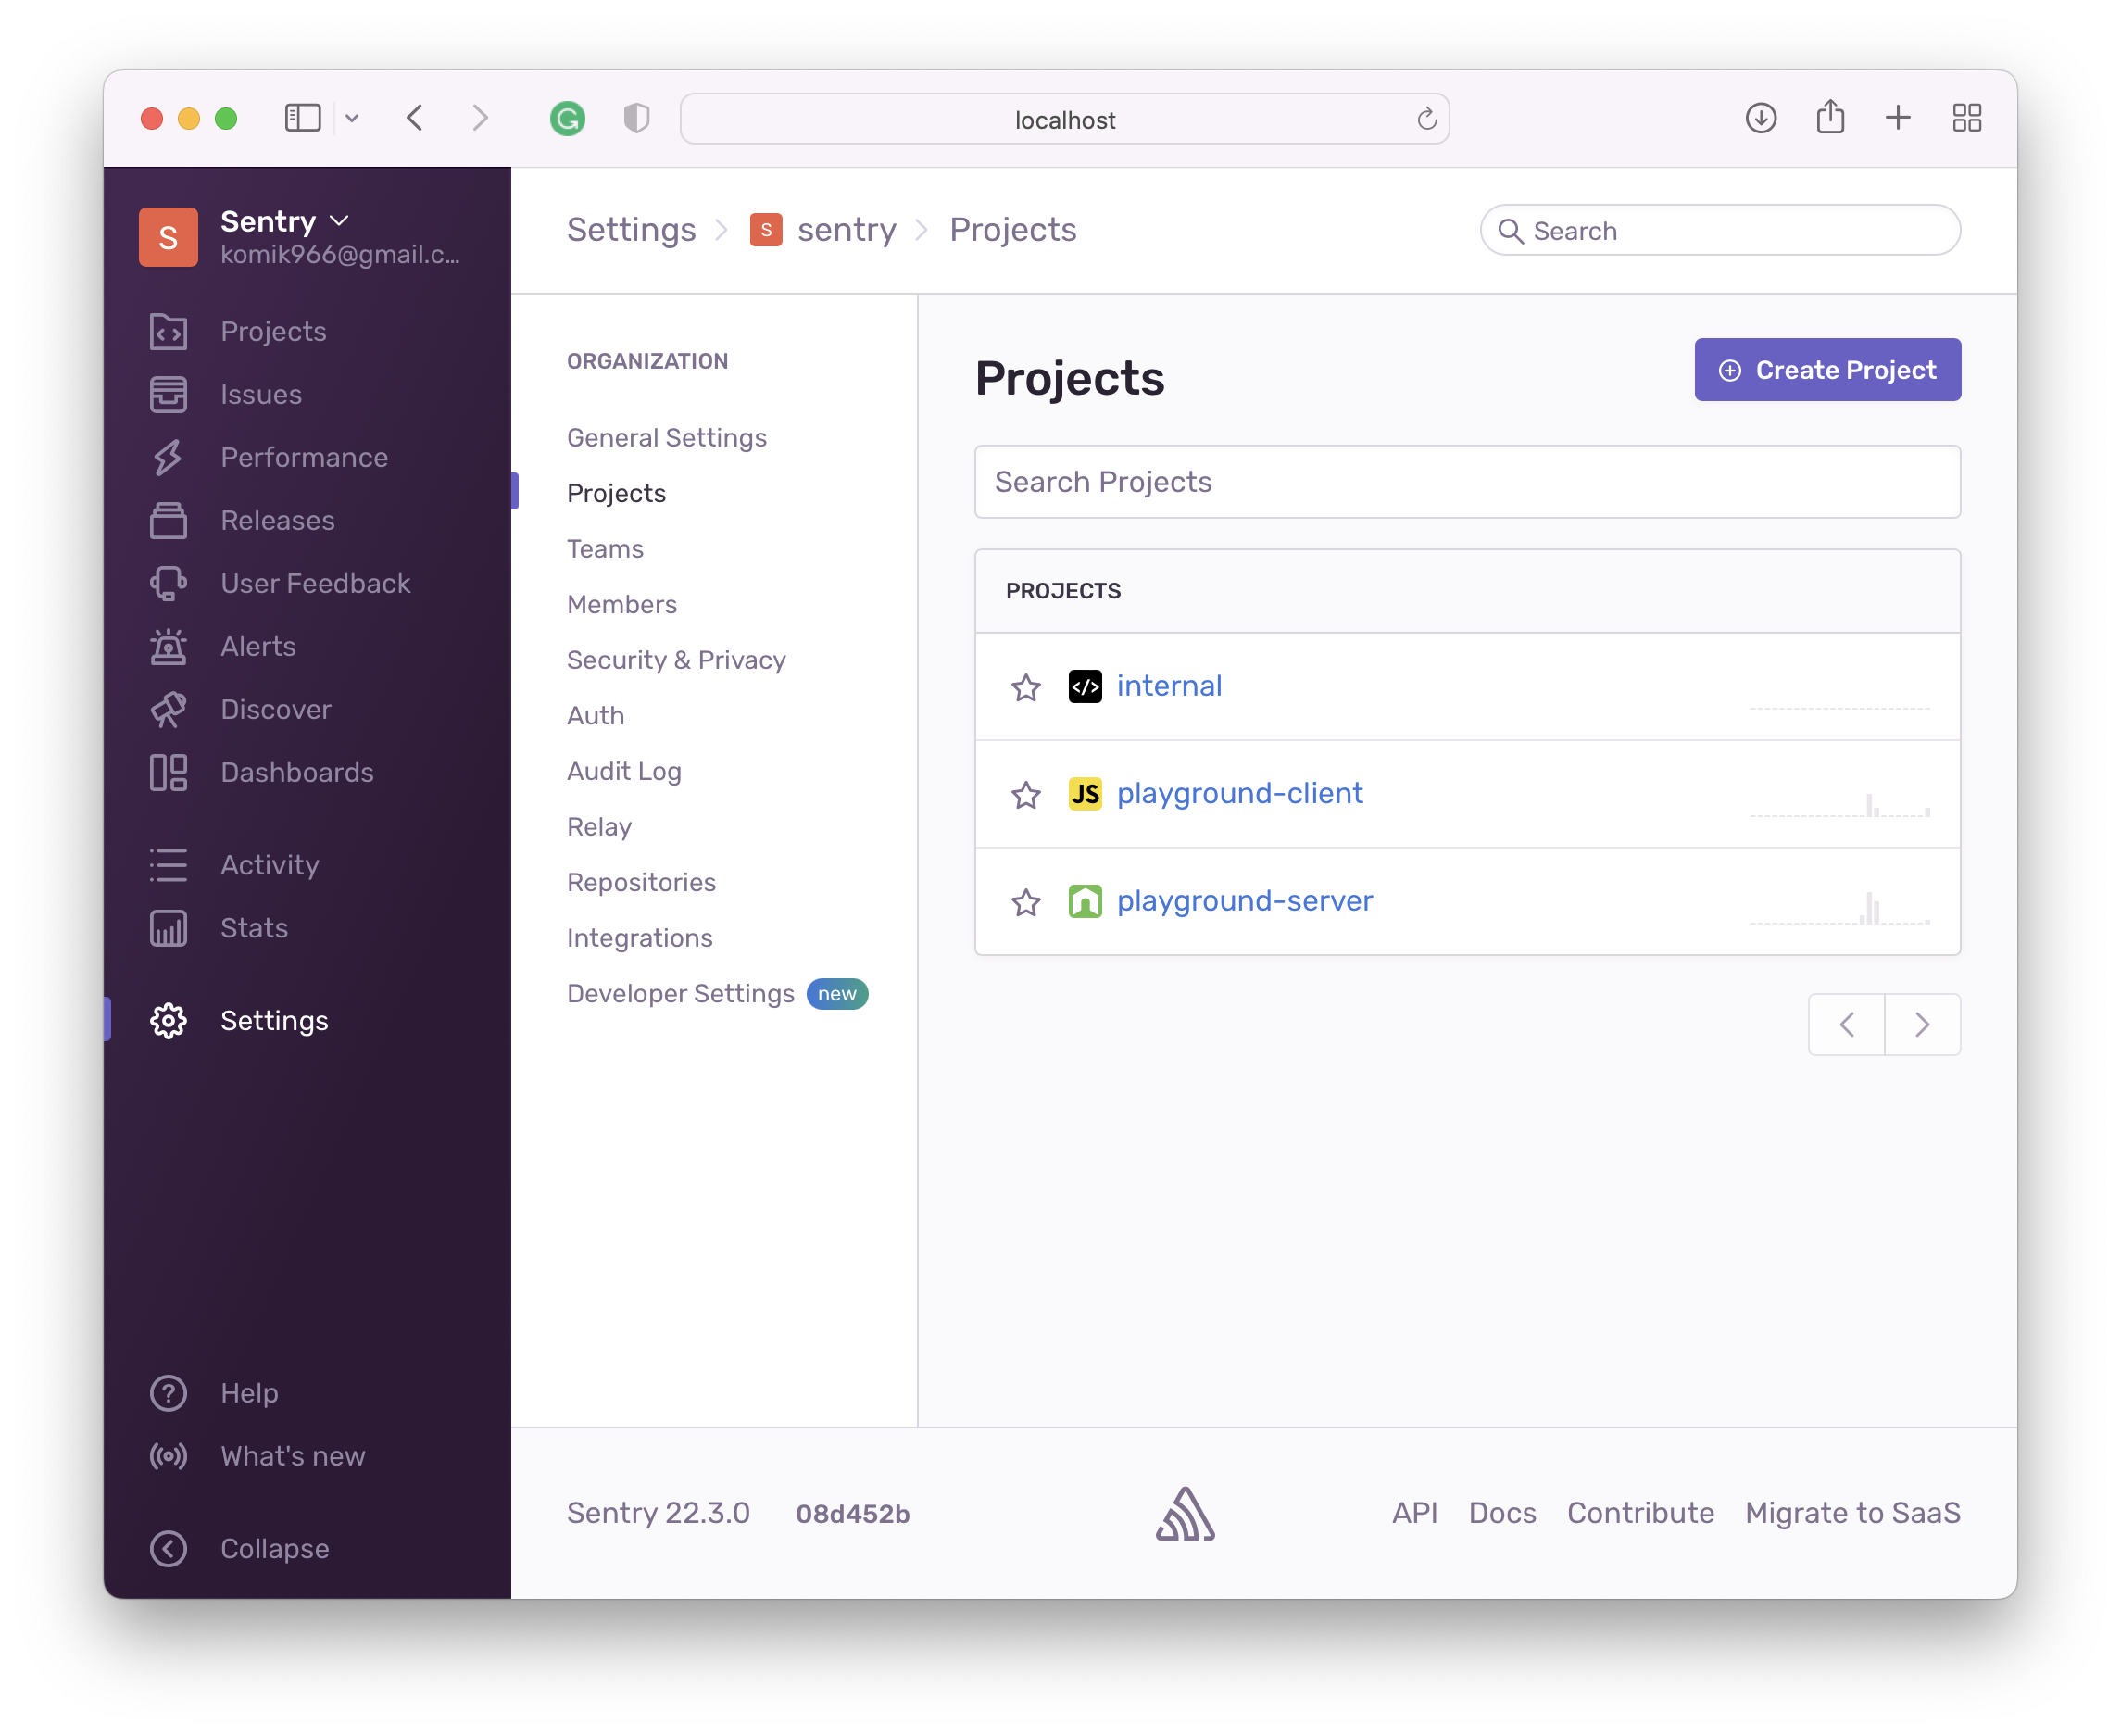 localhost
S
Sentry
komik966@gmail.c...
Projects
Issues
Performance
Releases
User Feedback
Alerts
Discover
Dashboards
Activity
Stats
Settings
Help
What's new
Collapse
Settings > S sentry > Projects
Search
ORGANIZATION
General Settings
Projects
Teams
Members
Security & Privacy
Auth
Audit Log
Relay
Repositories
Integrations
Developer Settings new
Projects
Create Project
Search Projects
PROJECTS
</> internal
JS playground-client
playground-server
Sentry 22.3.0 08d452b
API Docs Contribute Migrate to SaaS